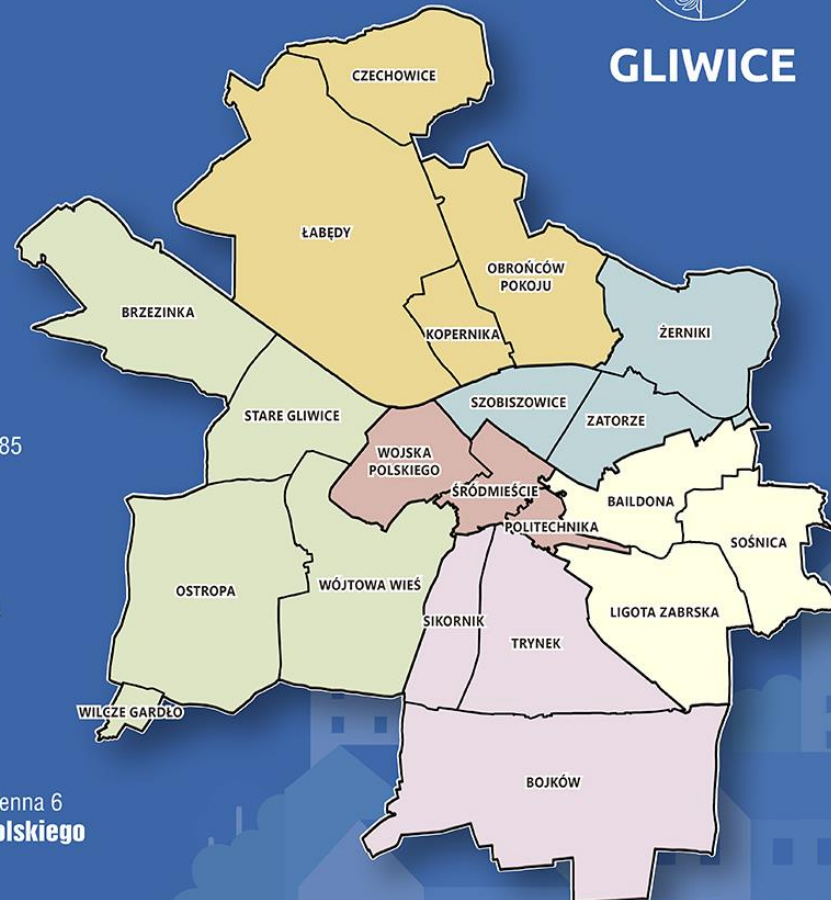 GLIWICE
CZECHOWICE
ŁABĘDY
OBROŃCÓW
POKOJU
BRZEZINKA
KOPERNIKA
ŻERNIKI
STARE GLIWICE
SZOBISZOWICE
ZATORZE
85
WOJSKA
POLSKIEGO
ŚRÓDMIEŚCIE
BAILDONA
POLITECHNIKA
SOŚNICA
OSTROPA
WÓJTOWA WIEŚ
SIKORNIK
TRYNEK
LIGOTA ZABRSKA
WILCZE GARDŁO
BOJKÓW
enna 6
olskiego